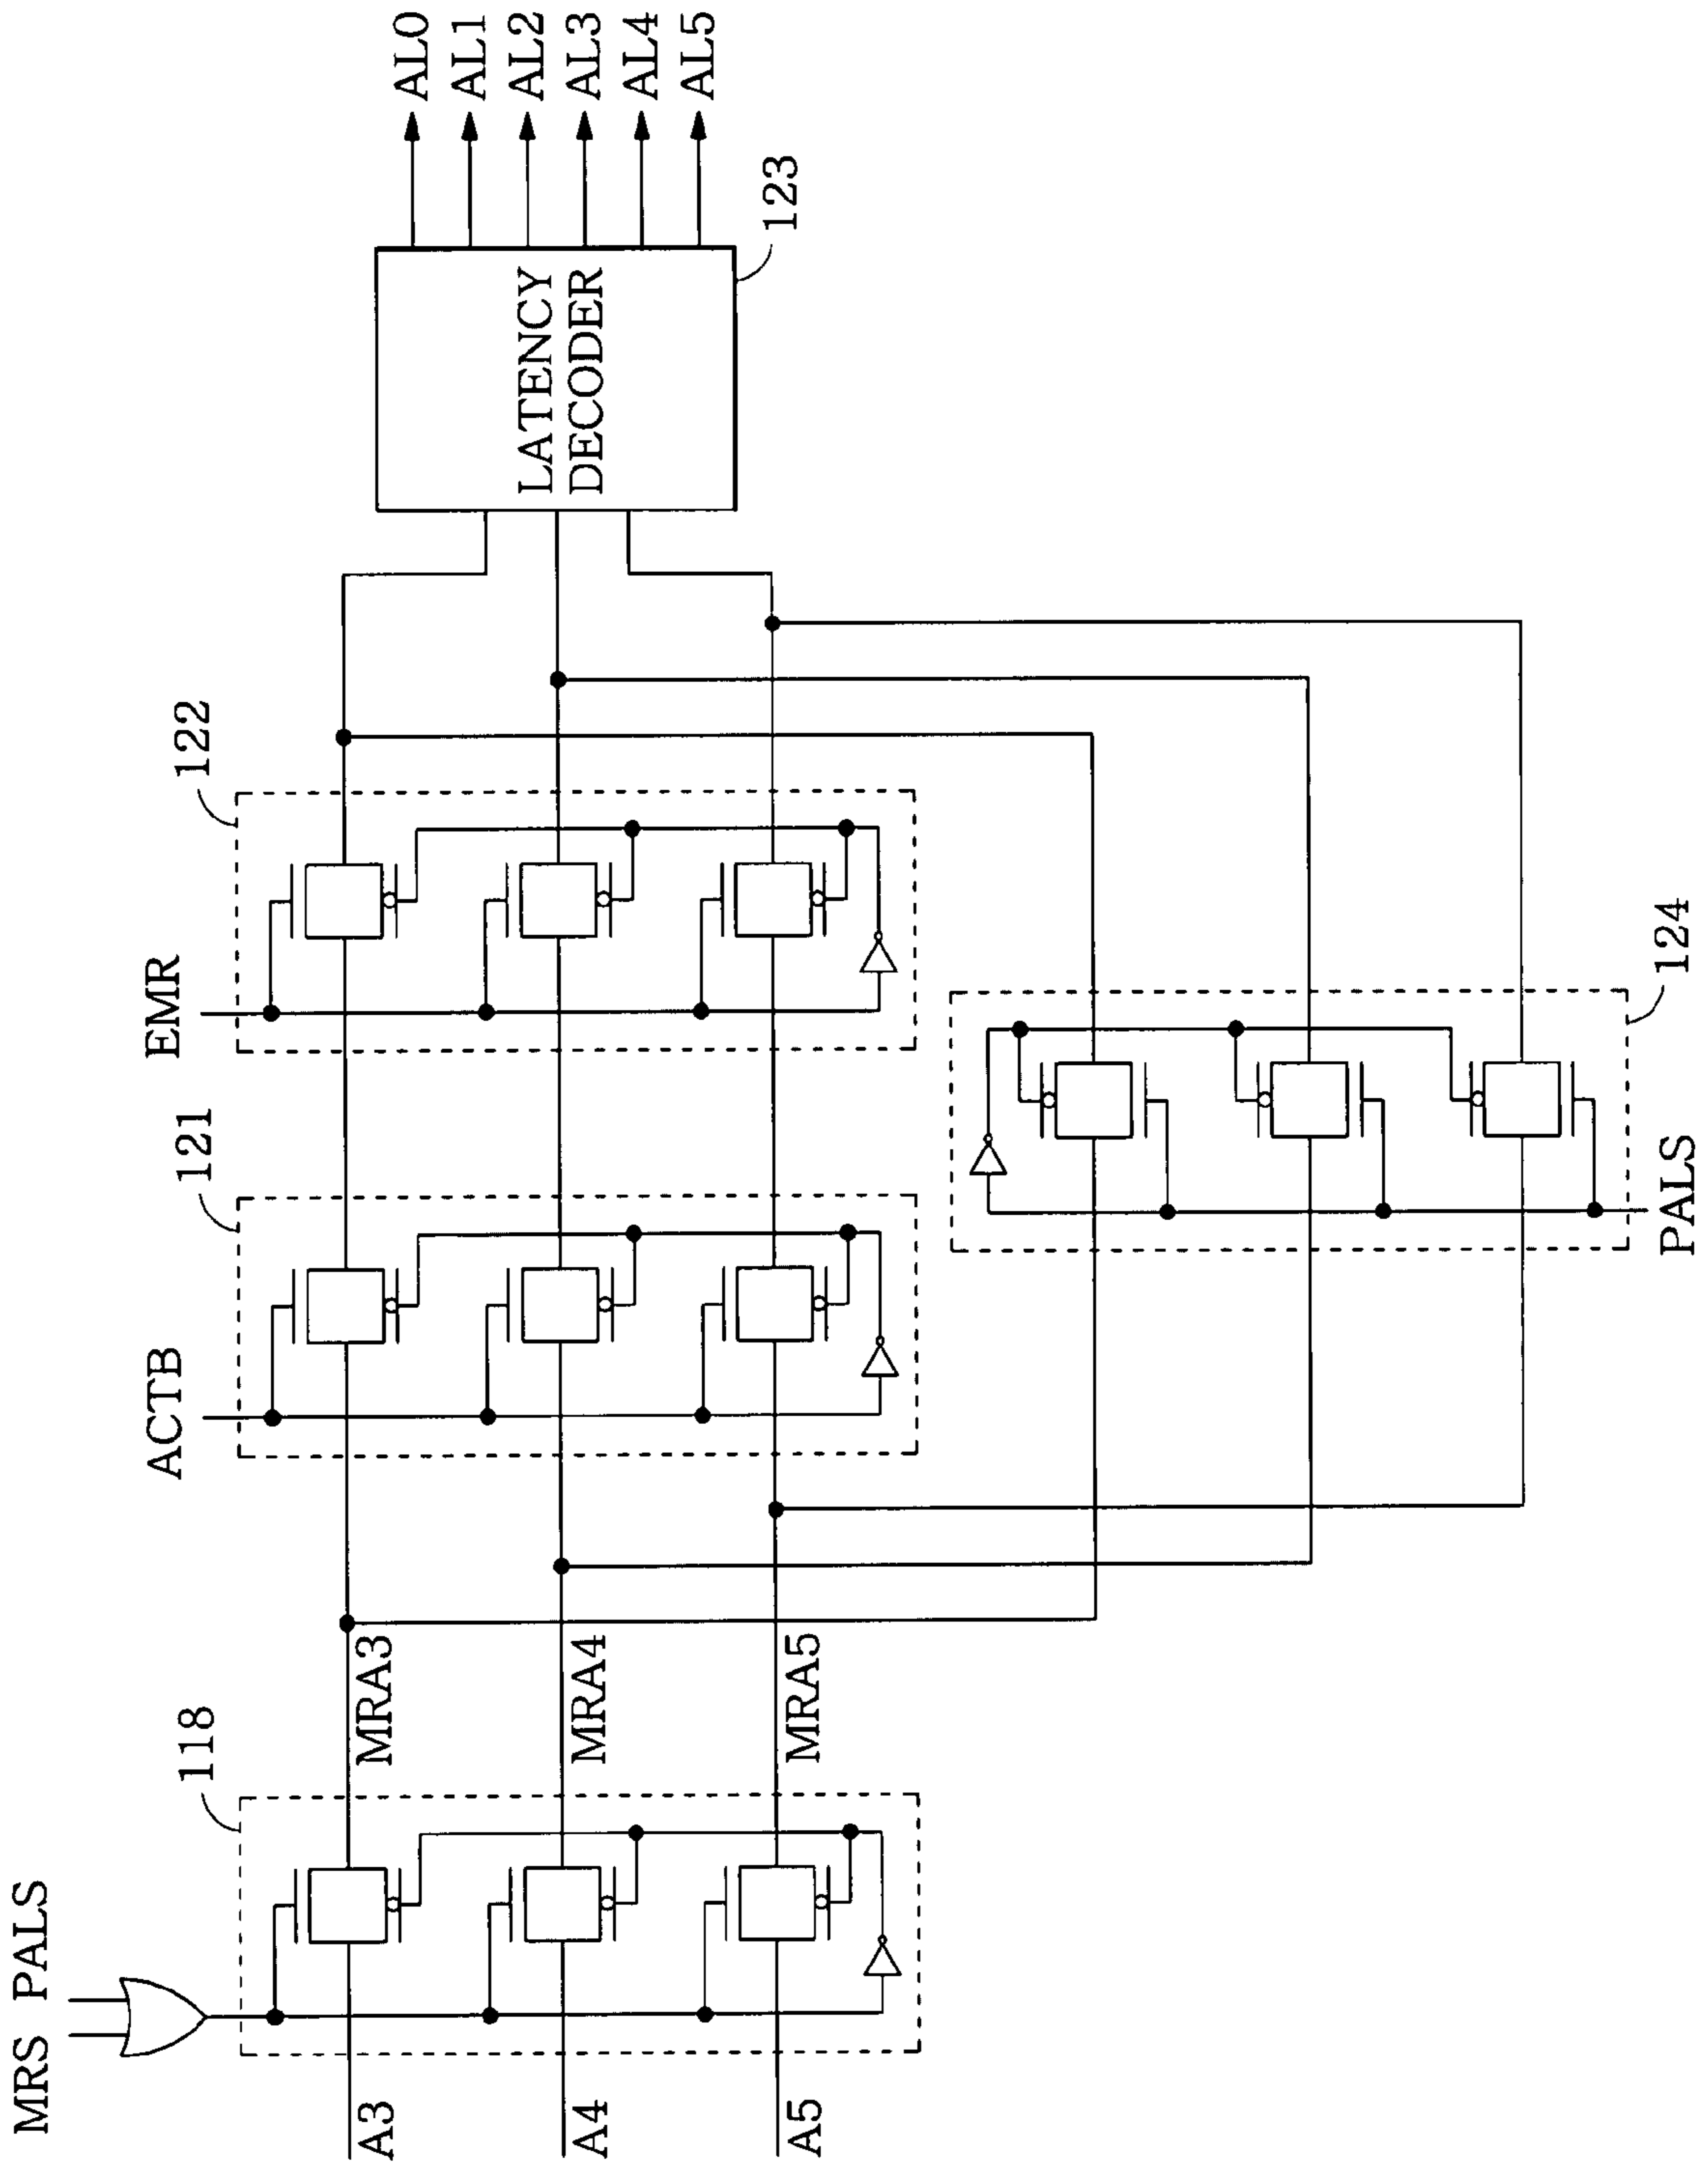 MRS PALS
118
A3
A4
A5
MRA3
MRA4
MRA5
ACTB
121
EMR
122
PALS
124
LATENCY
DECODER
123
AL0
AL1
AL2
AL3
AL4
AL5